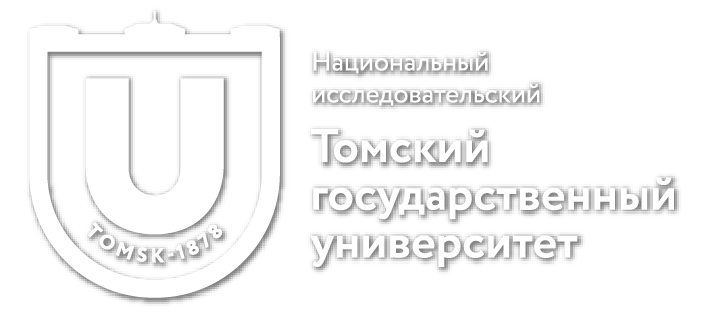 U
TOMSK-1878
Национальный
исследовательский
Томский
государственный
университет